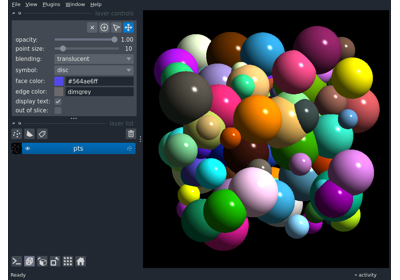 File View Plugins Window Help
layer controls
opacity: 1.00
point size: 10
blending: translucent
symbol: disc
face color: #564ae6ff
edge color: dimgrey
display text:
out of slice:
layer list
pts
Ready
activity